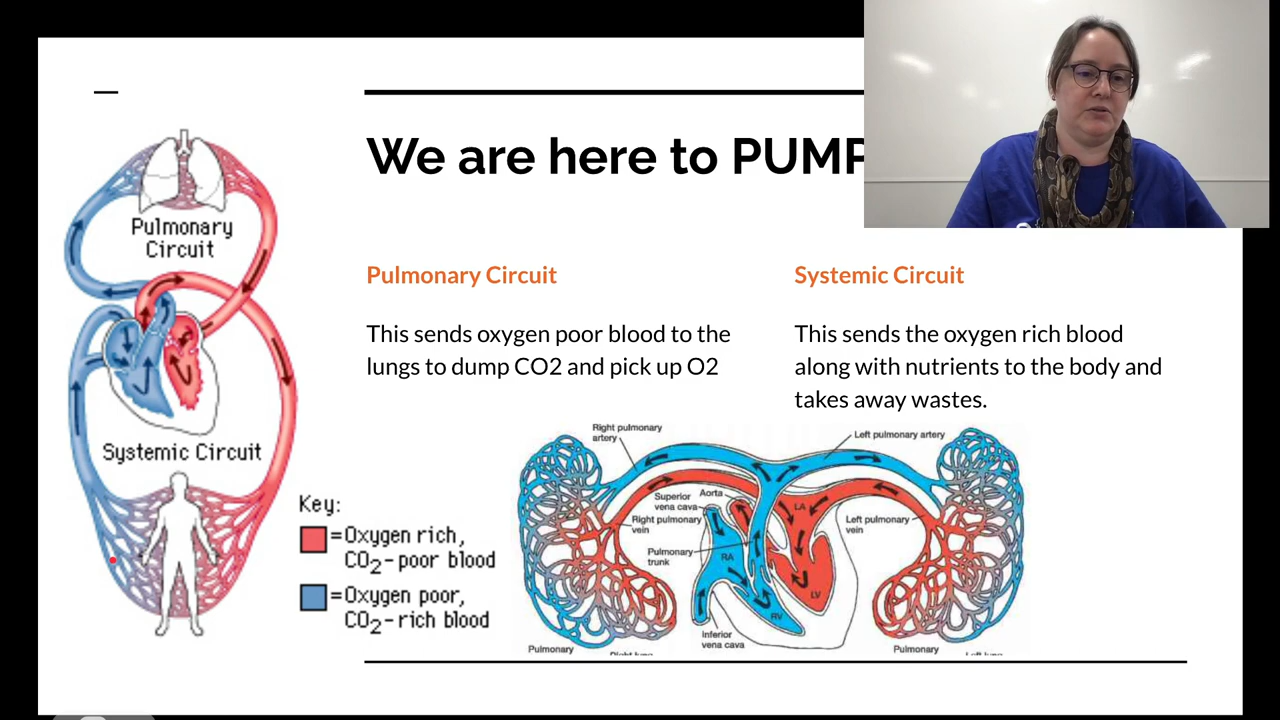 We are here to PUMP
Pulmonary Circuit
This sends oxygen poor blood to the
lungs to dump CO2 and pick up O2
Systemic Circuit
This sends the oxygen rich blood
along with nutrients to the body and
takes away wastes.
Pulmonary
Circuit
Systemic Circuit
Key:
=Oxygen rich,
CO2-poor blood
=Oxygen poor,
CO2-rich blood
Right pulmonary
artery
Left pulmonary artery
Superior
vena cava
Aorta
LA
Right pulmonary
vein
Left pulmonary
vein
Pulmonary
trunk
RA
LV
RV
Inferior
vena cava
Pulmonary
Pulmonary